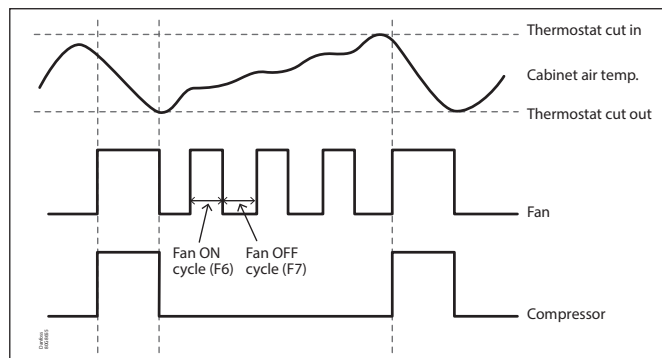 Thermostat cut in
Cabinet air temp.
Thermostat cut out
Fan
Fan ON
cycle (F6)
Fan OFF
cycle (F7)
Compressor
Danfoss